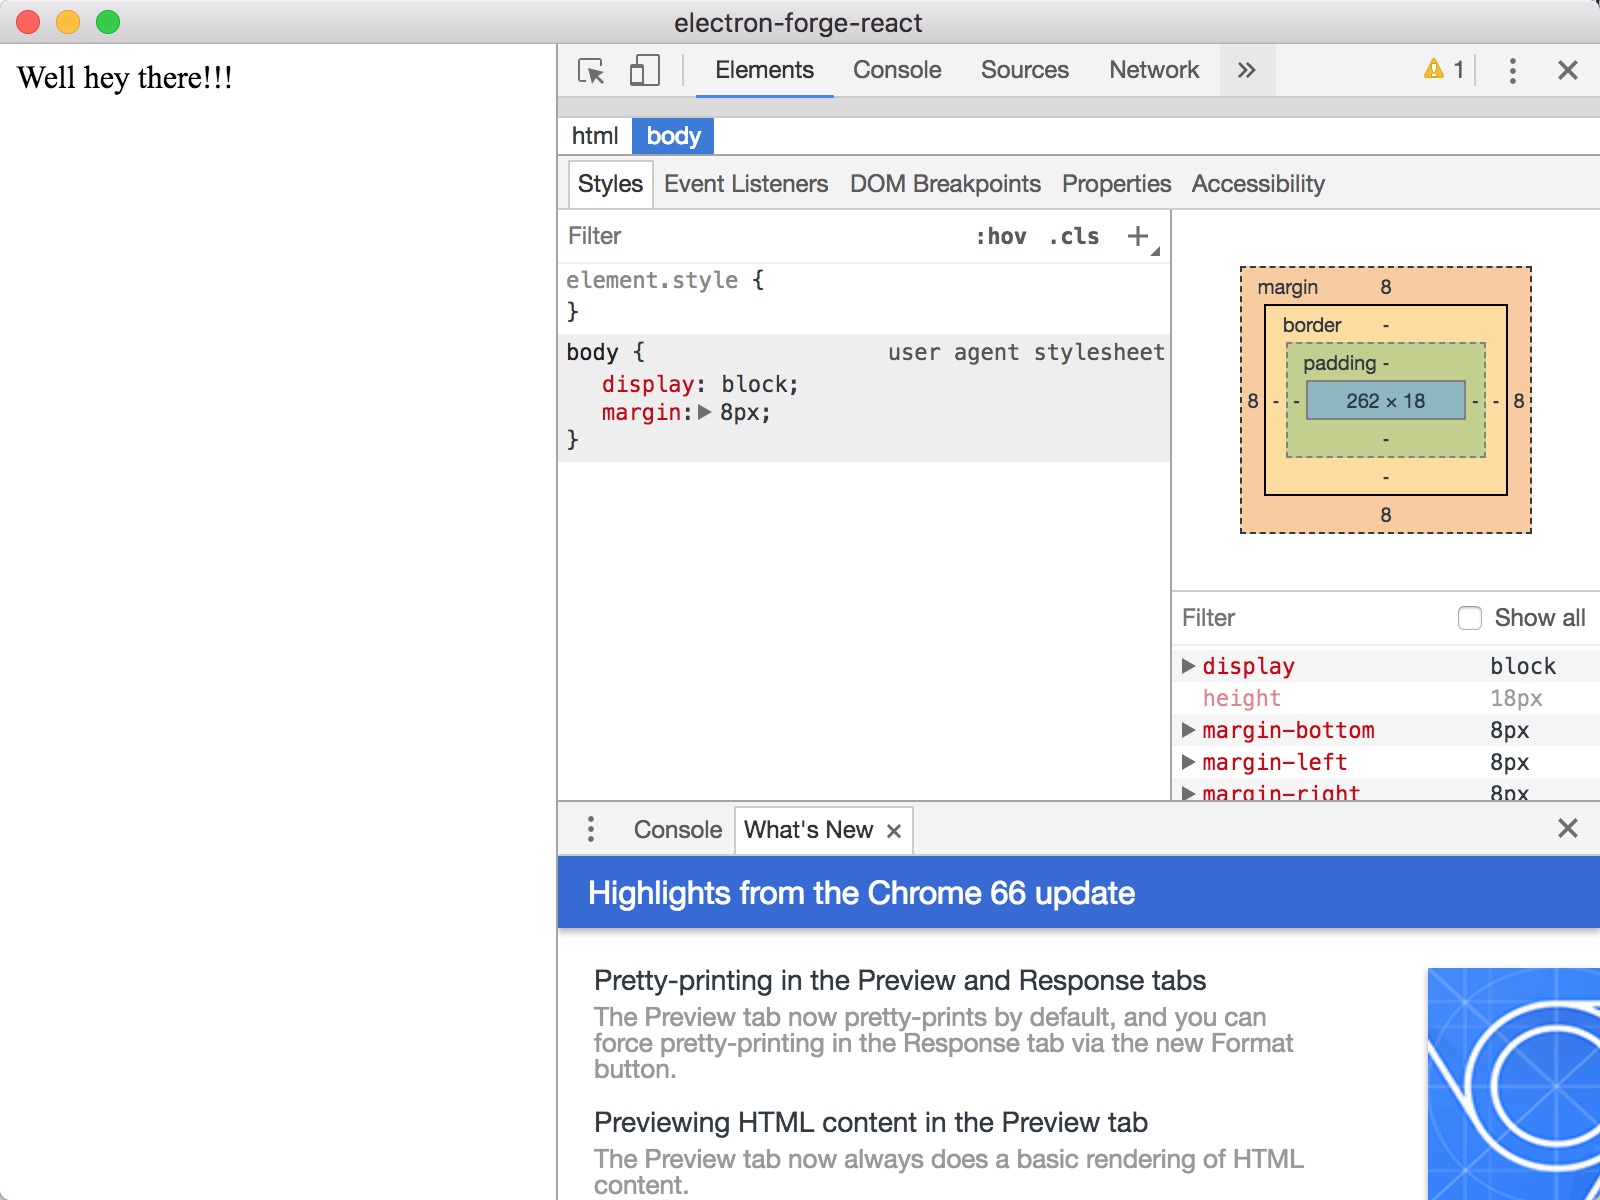 electron-forge-react
Well hey there!!!
Elements Console Sources Network » 1
html body
Styles Event Listeners DOM Breakpoints Properties Accessibility
Filter :hov .cls +
element.style {
}
body { user agent stylesheet
display: block;
margin: 8px;
}
margin 8
border -
padding -
8 - - 262 × 18 - - 8
-
-
8
Filter Show all
display block
height 18px
margin-bottom 8px
margin-left 8px
margin-right 8px
Console What's New ×
Highlights from the Chrome 66 update
Pretty-printing in the Preview and Response tabs
The Preview tab now pretty-prints by default, and you can
force pretty-printing in the Response tab via the new Format
button.
Previewing HTML content in the Preview tab
The Preview tab now always does a basic rendering of HTML
content.